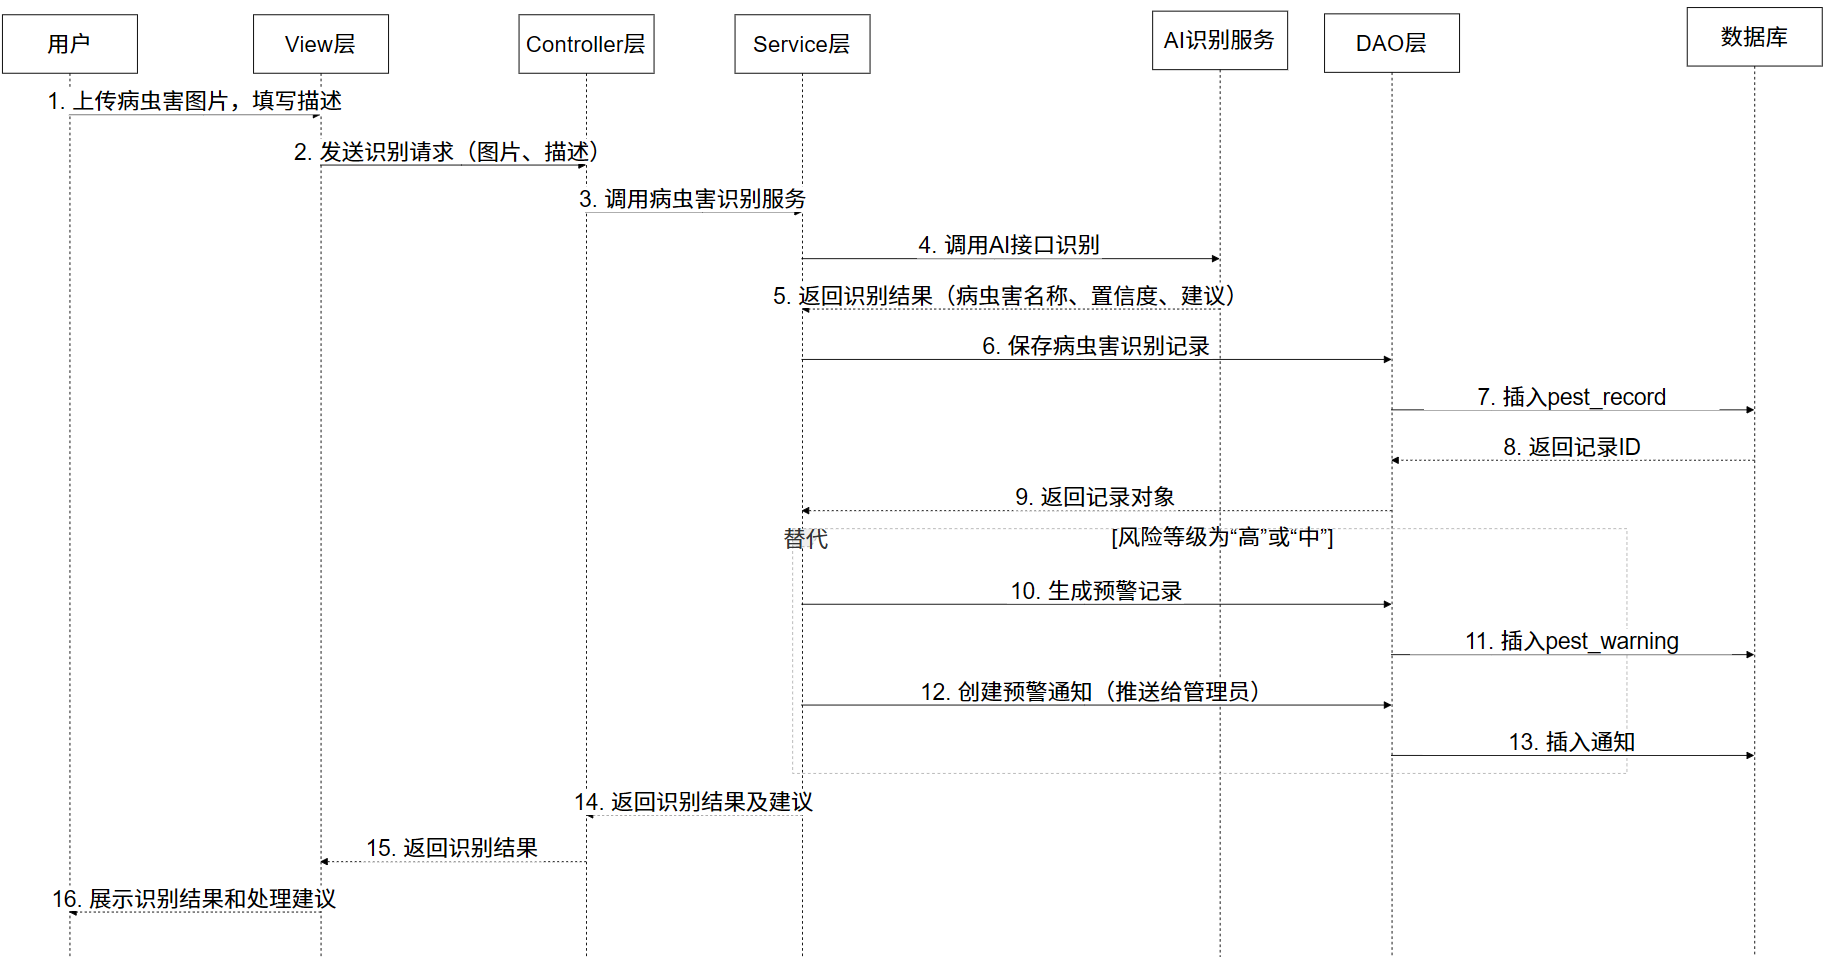 用户
View层
Controller层
Service层
AI识别服务
DAO层
数据库
1. 上传病虫害图片，填写描述
2. 发送识别请求（图片、描述）
3. 调用病虫害识别服务
4. 调用AI接口识别
5. 返回识别结果（病虫害名称、置信度、建议）
6. 保存病虫害识别记录
7. 插入pest_record
8. 返回记录ID
9. 返回记录对象
替代
[风险等级为“高”或“中”]
10. 生成预警记录
11. 插入pest_warning
12. 创建预警通知（推送给管理员）
13. 插入通知
14. 返回识别结果及建议
15. 返回识别结果
16. 展示识别结果和处理建议